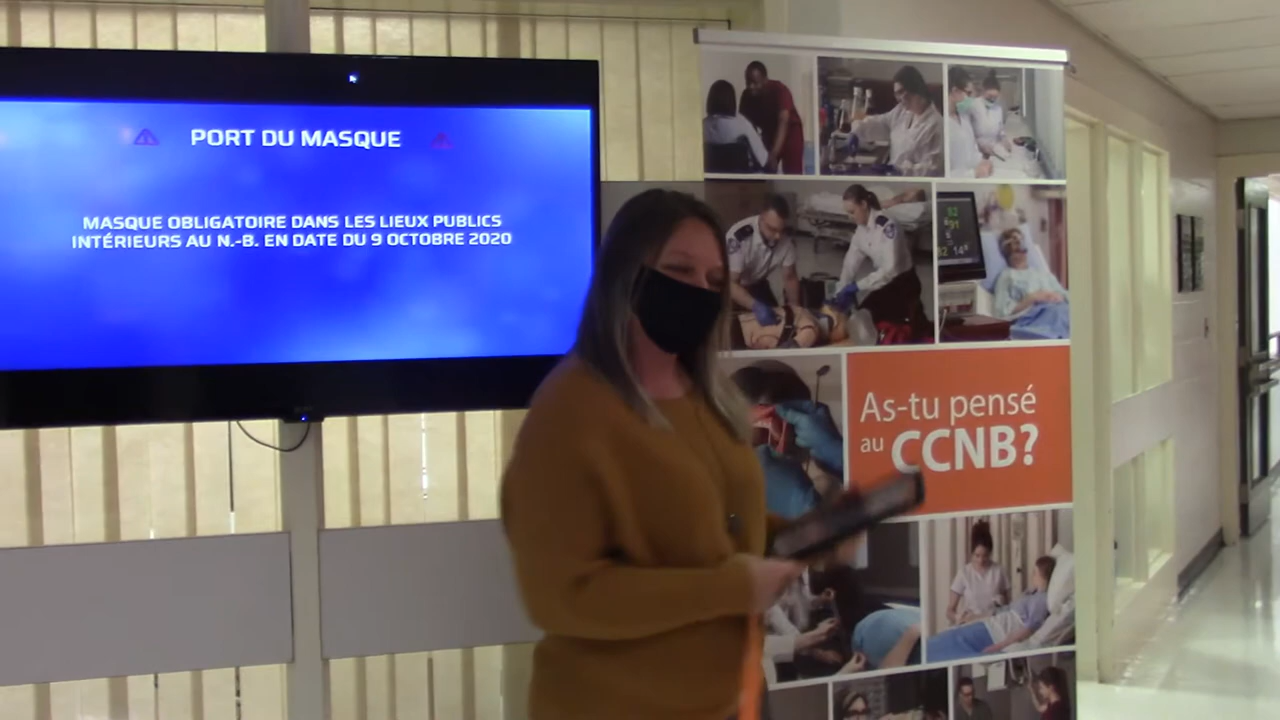 PORT DU MASQUE
MASQUE OBLIGATOIRE DANS LES LIEUX PUBLICS
INTÉRIEURS AU N.-B. EN DATE DU 9 OCTOBRE 2020
As-tu pensé
au CCNB?